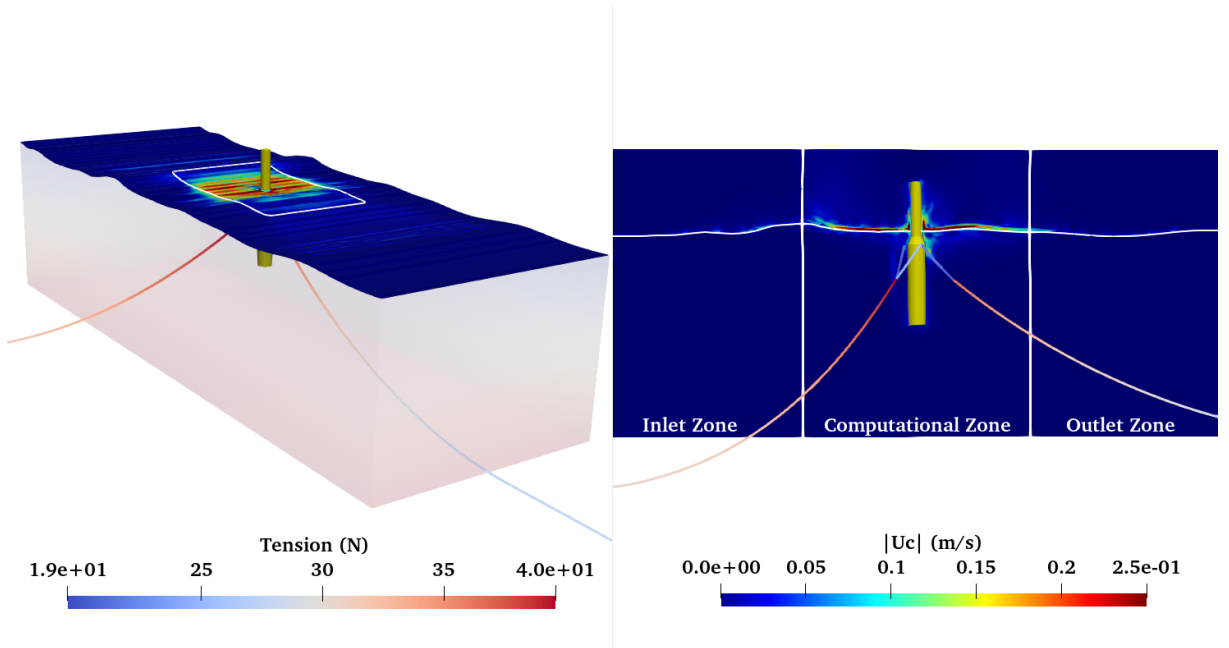 Inlet Zone Computational Zone Outlet Zone
Tension (N)
1.9e+01 25 30 35 4.0e+01
|Uc| (m/s)
0.0e+00 0.05 0.1 0.15 0.2 2.5e-01